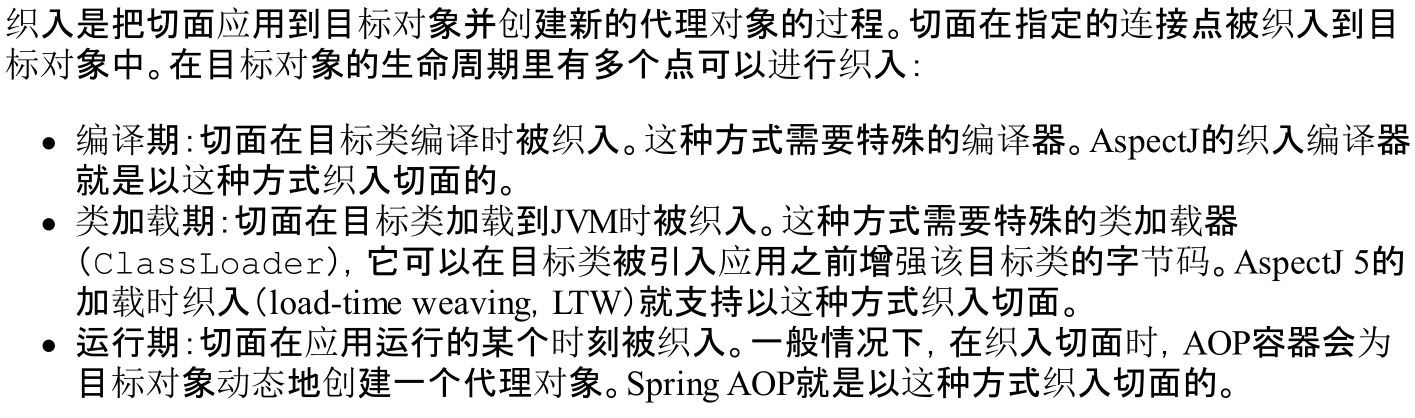 织入是把切面应用到目标对象并创建新的代理对象的过程。切面在指定的连接点被织入到目
标对象中。在目标对象的生命周期里有多个点可以进行织入：
• 编译期：切面在目标类编译时被织入。这种方式需要特殊的编译器。AspectJ的织入编译器
就是以这种方式织入切面的。
• 类加载期：切面在目标类加载到JVM时被织入。这种方式需要特殊的类加载器
（ClassLoader），它可以在目标类被引入应用之前增强该目标类的字节码。AspectJ 5的
加载时织入（load-time weaving，LTW）就支持以这种方式织入切面。
• 运行期：切面在应用运行的某个时刻被织入。一般情况下，在织入切面时，AOP容器会为
目标对象动态地创建一个代理对象。Spring AOP就是以这种方式织入切面的。